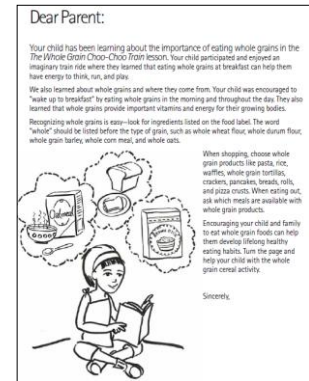 Dear Parent:
Your child has been learning about the importance of eating whole grains in the
The Whole Grain Choo-Choo Train lesson. Your child participated and enjoyed an
imaginary train ride where they learned that eating whole grains at breakfast can help them
have energy to think, run, and play.
We also learned about whole grains and where they come from. Your child was encouraged to
"wake up to breakfast" by eating whole grains in the morning and throughout the day. They also
learned that whole grains provide important vitamins and energy for their growing bodies.
Recognizing whole grains is easy—look for ingredients listed on the food label. The word
"whole" should be listed before the type of grain, such as whole wheat flour, whole durum flour,
whole grain barley, whole corn meal, and whole oats.
When shopping, choose whole
grain products like pasta, rice,
waffles, whole grain tortillas,
crackers, pancakes, breads, rolls,
and pizza crusts. When eating out,
ask which meals are available with
whole grain products.
Encouraging your child and family
to eat whole grain foods can help
them develop lifelong healthy
eating habits. Turn the page and
help your child with the whole
grain cereal activity.
Sincerely,
Oatmeal